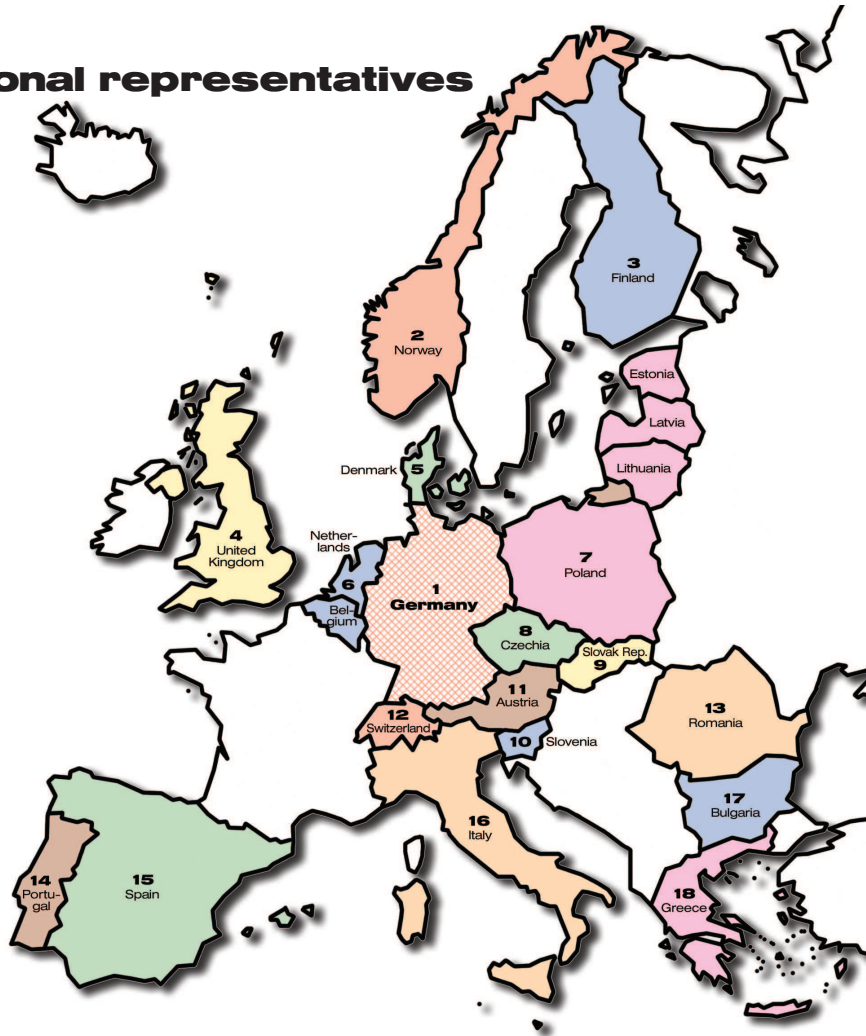 onal representatives
3
Finland
2
Norway
Estonia
Latvia
Lithuania
Denmark
5
4
United
Kingdom
Nether-
lands
6
Bel-
gium
1
Germany
7
Poland
8
Czechia
Slovak Rep.
9
11
Austria
12
Switzerland
10
Slovenia
13
Romania
17
Bulgaria
16
Italy
14
Portu-
gal
15
Spain
18
Greece